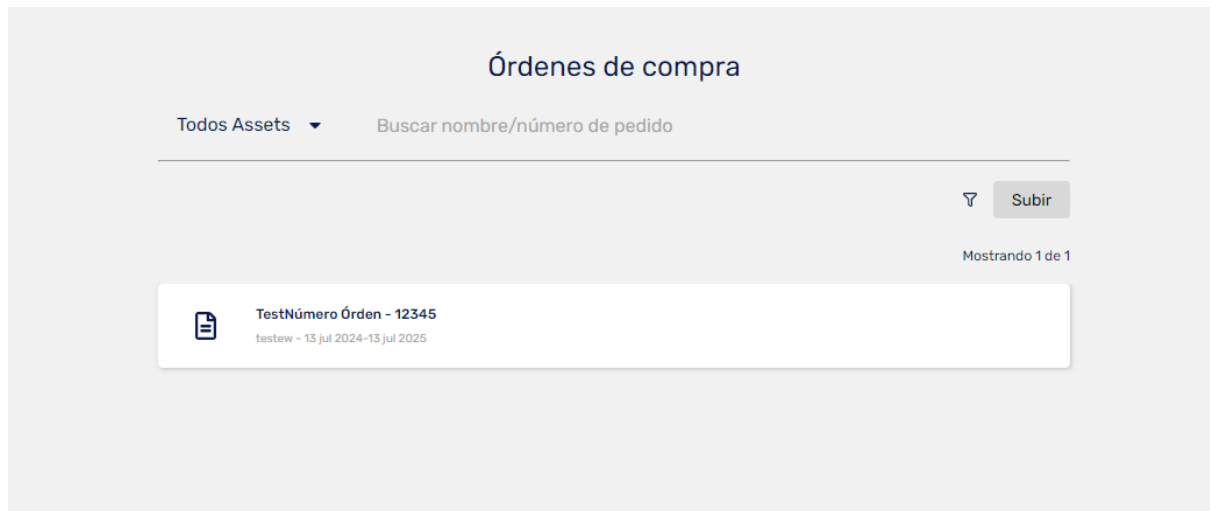 Órdenes de compra
Todos Assets Buscar nombre/número de pedido
Subir
Mostrando 1 de 1
TestNúmero Órden - 12345
testew - 13 jul 2024-13 jul 2025